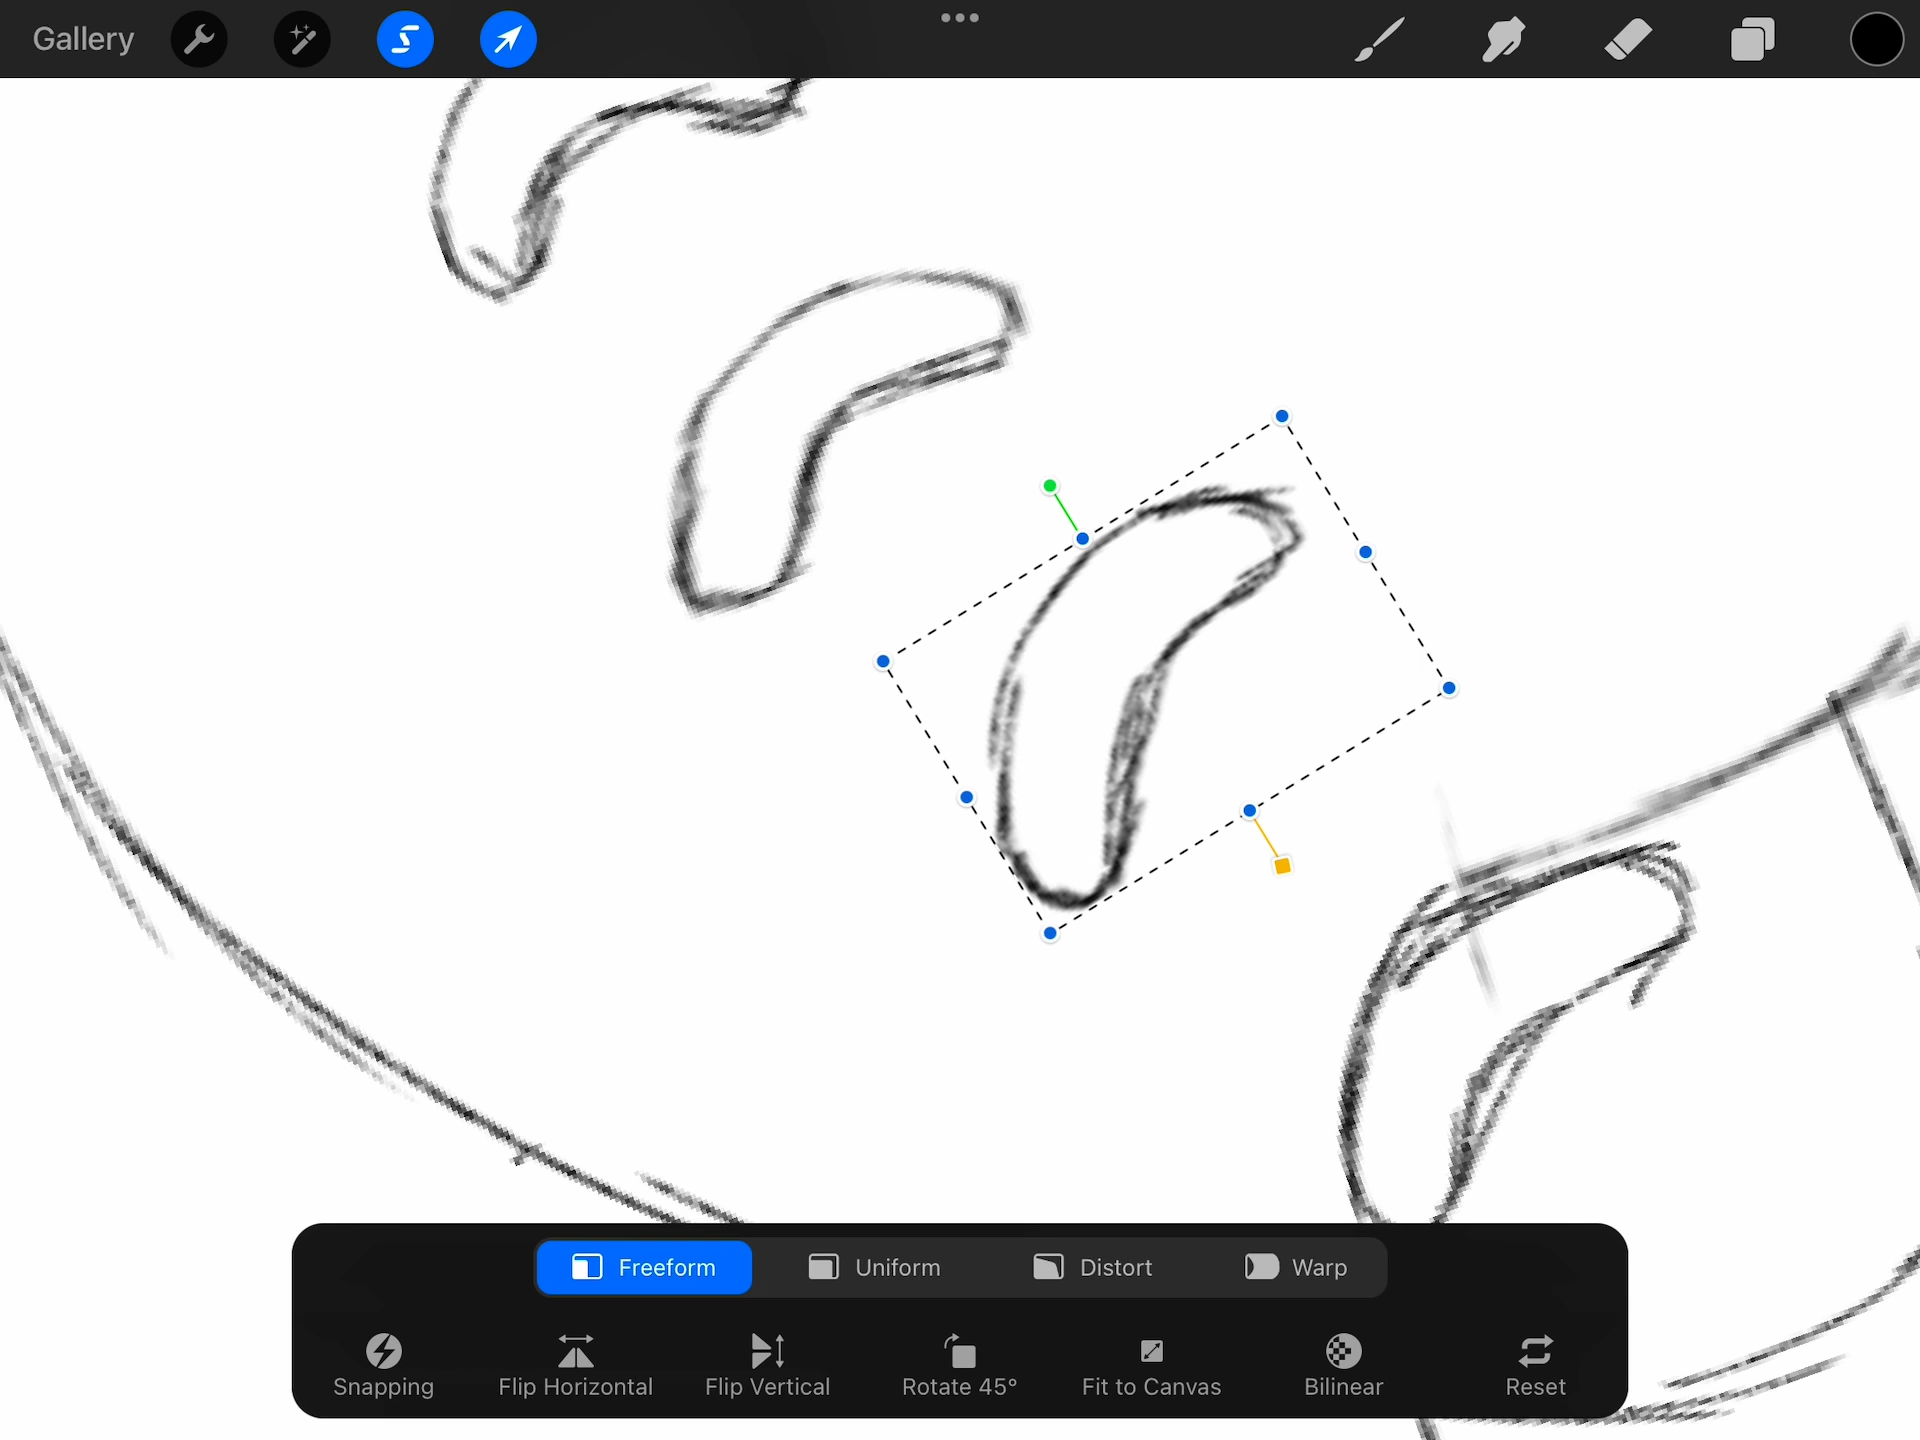 Gallery
Freeform Uniform Distort Warp
Snapping Flip Horizontal Flip Vertical Rotate 45° Fit to Canvas Bilinear Reset